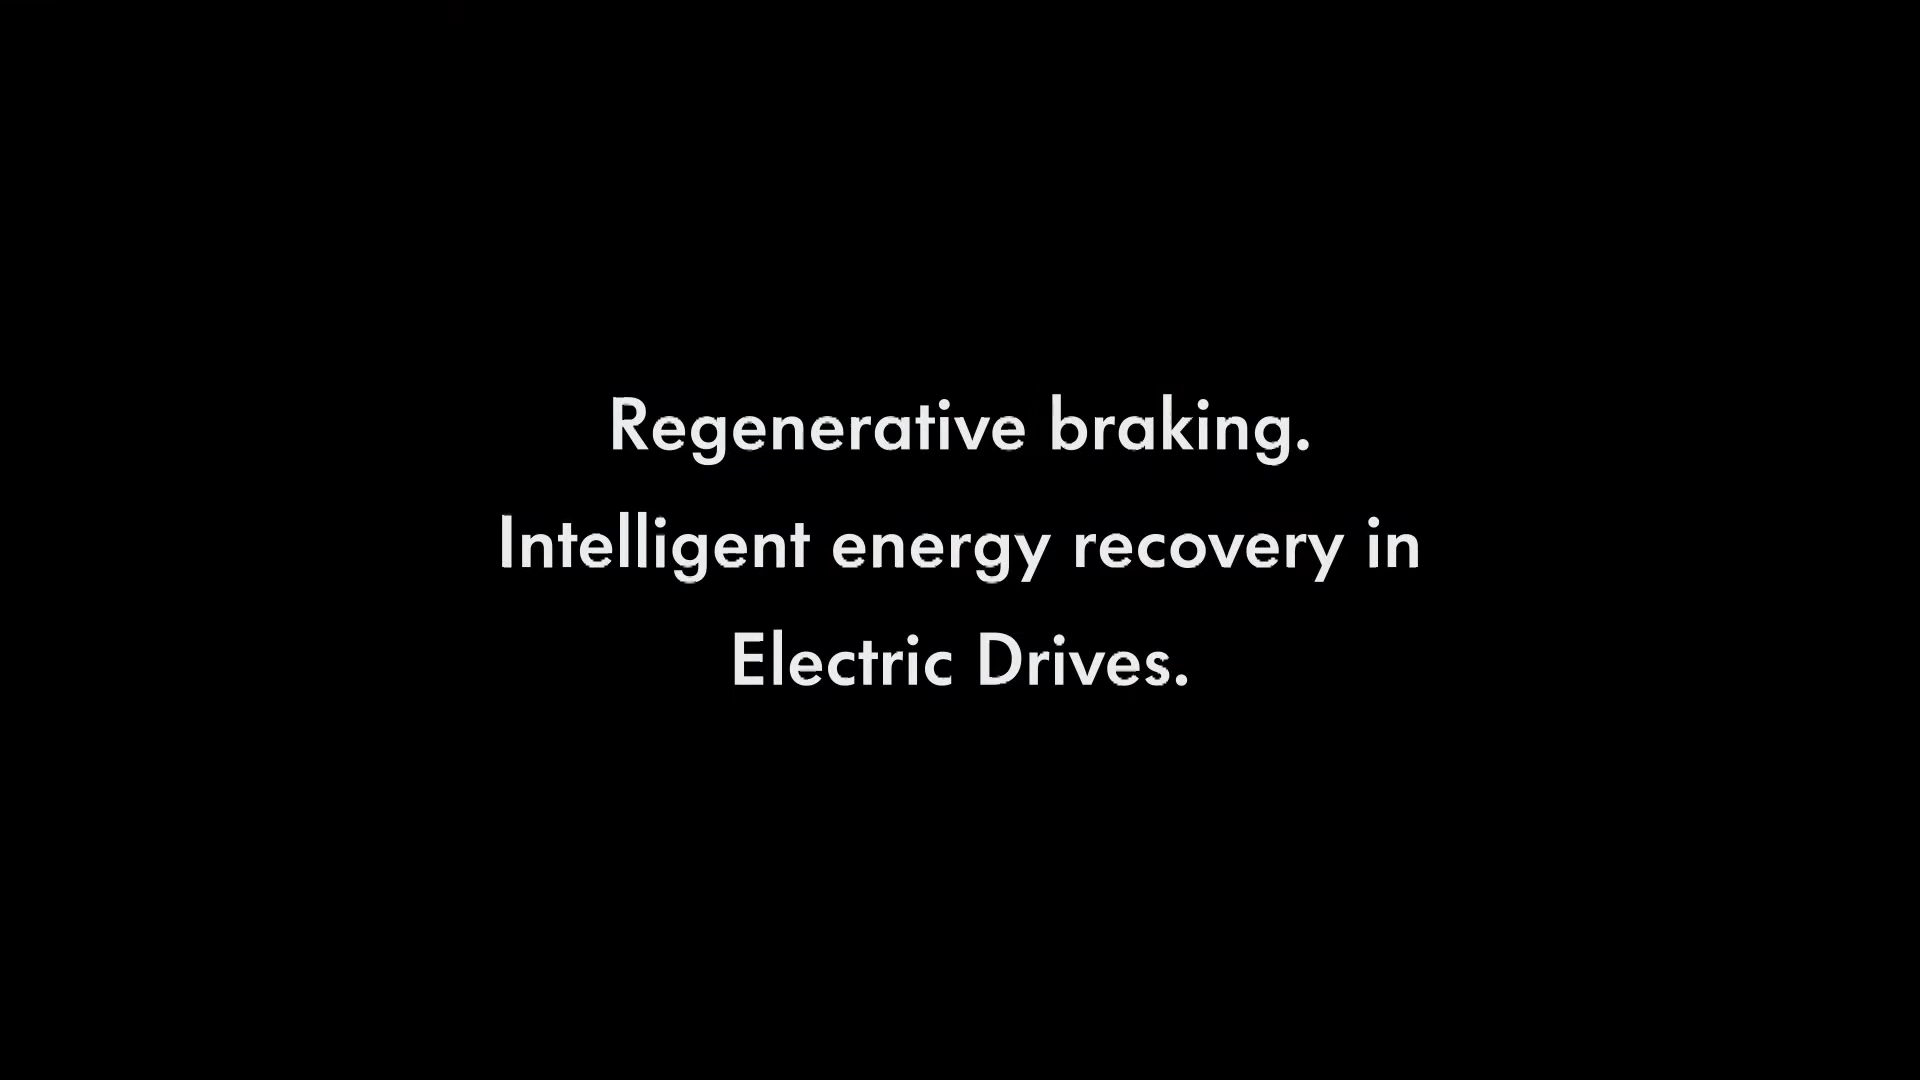 Regenerative braking.
Intelligent energy recovery in
Electric Drives.